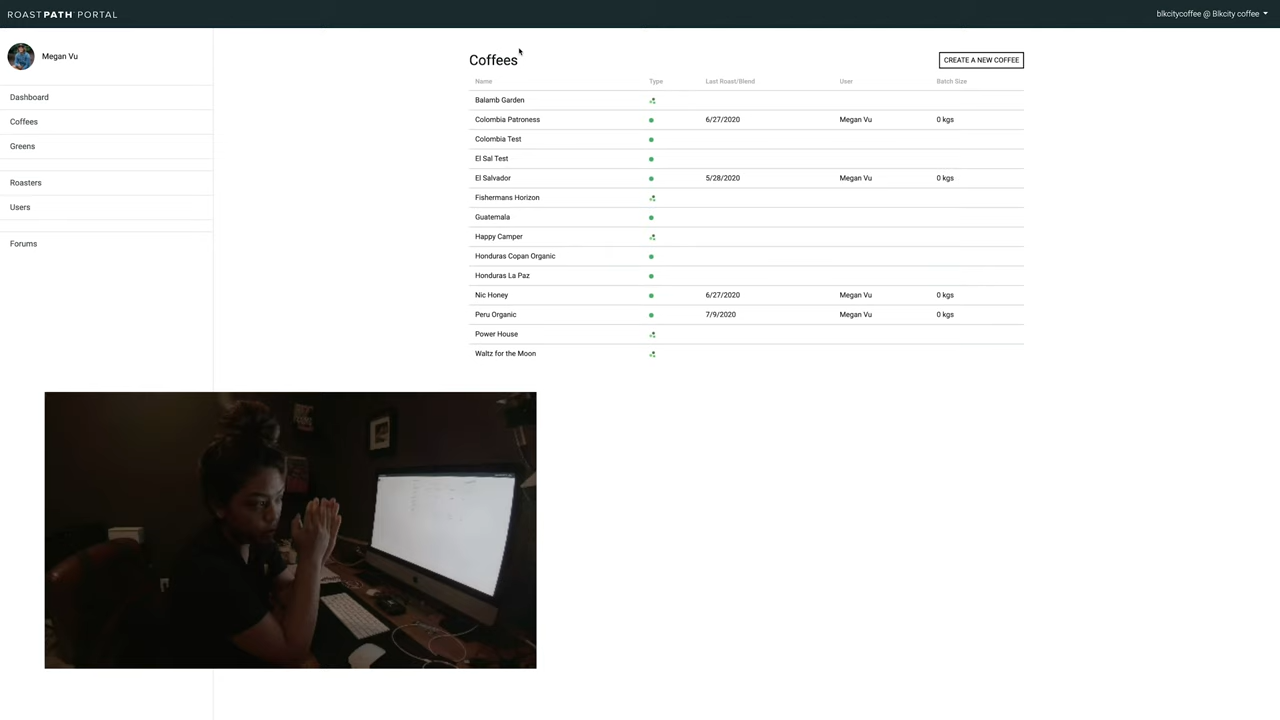 ROASTPATH PORTAL
blkcitycoffee @ Blkcity coffee
Megan Vu
Dashboard
Coffees
Greens
Roasters
Users
Forums
Coffees
CREATE A NEW COFFEE
Name Type Last Roast/Blend User Batch Size
Balamb Garden
Colombia Patroness 6/27/2020 Megan Vu 0 kgs
Colombia Test
El Sal Test
El Salvador 5/28/2020 Megan Vu 0 kgs
Fishermans Horizon
Guatemala
Happy Camper
Honduras Copan Organic
Honduras La Paz
Nic Honey 6/27/2020 Megan Vu 0 kgs
Peru Organic 7/9/2020 Megan Vu 0 kgs
Power House
Waltz for the Moon